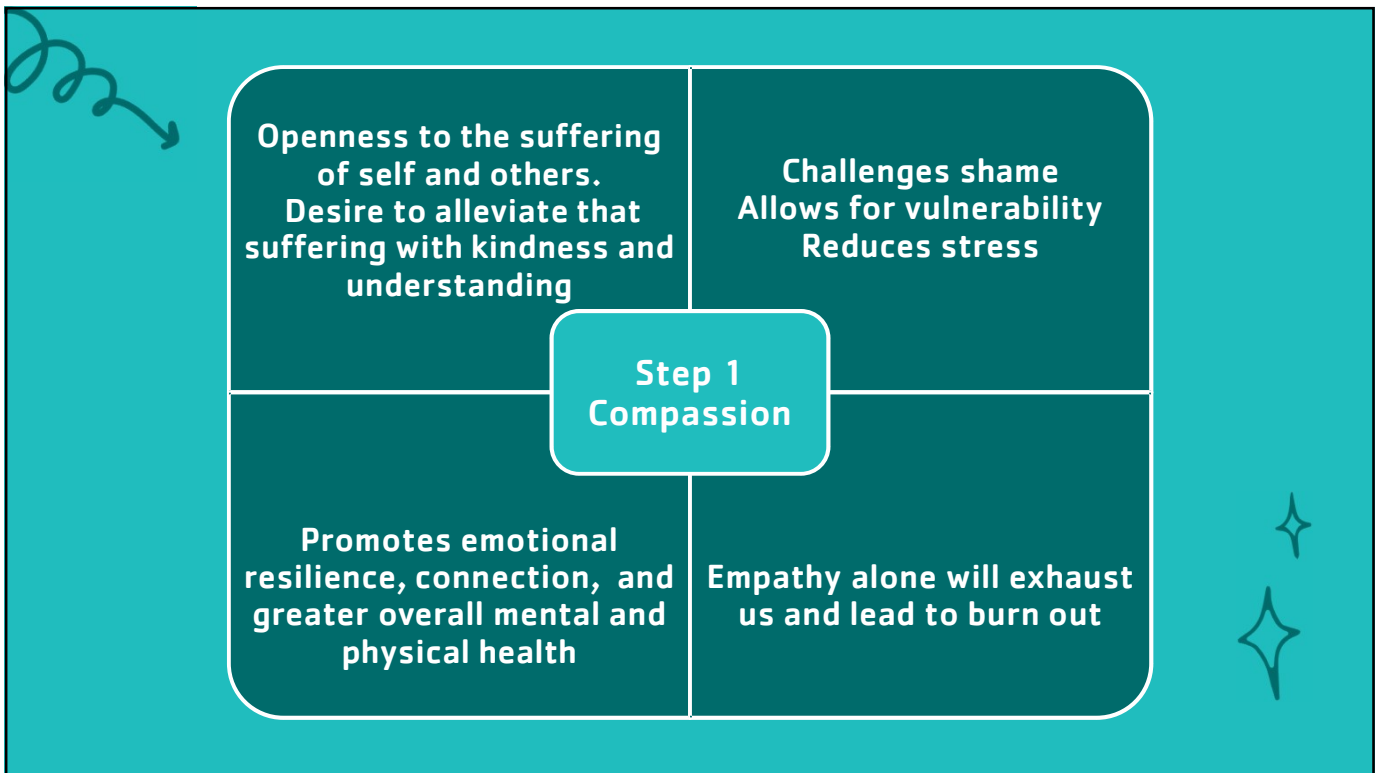 Openness to the suffering
of self and others.
Desire to alleviate that
suffering with kindness and
understanding
Challenges shame
Allows for vulnerability
Reduces stress
Step 1
Compassion
Promotes emotional
resilience, connection, and
greater overall mental and
physical health
Empathy alone will exhaust
us and lead to burn out